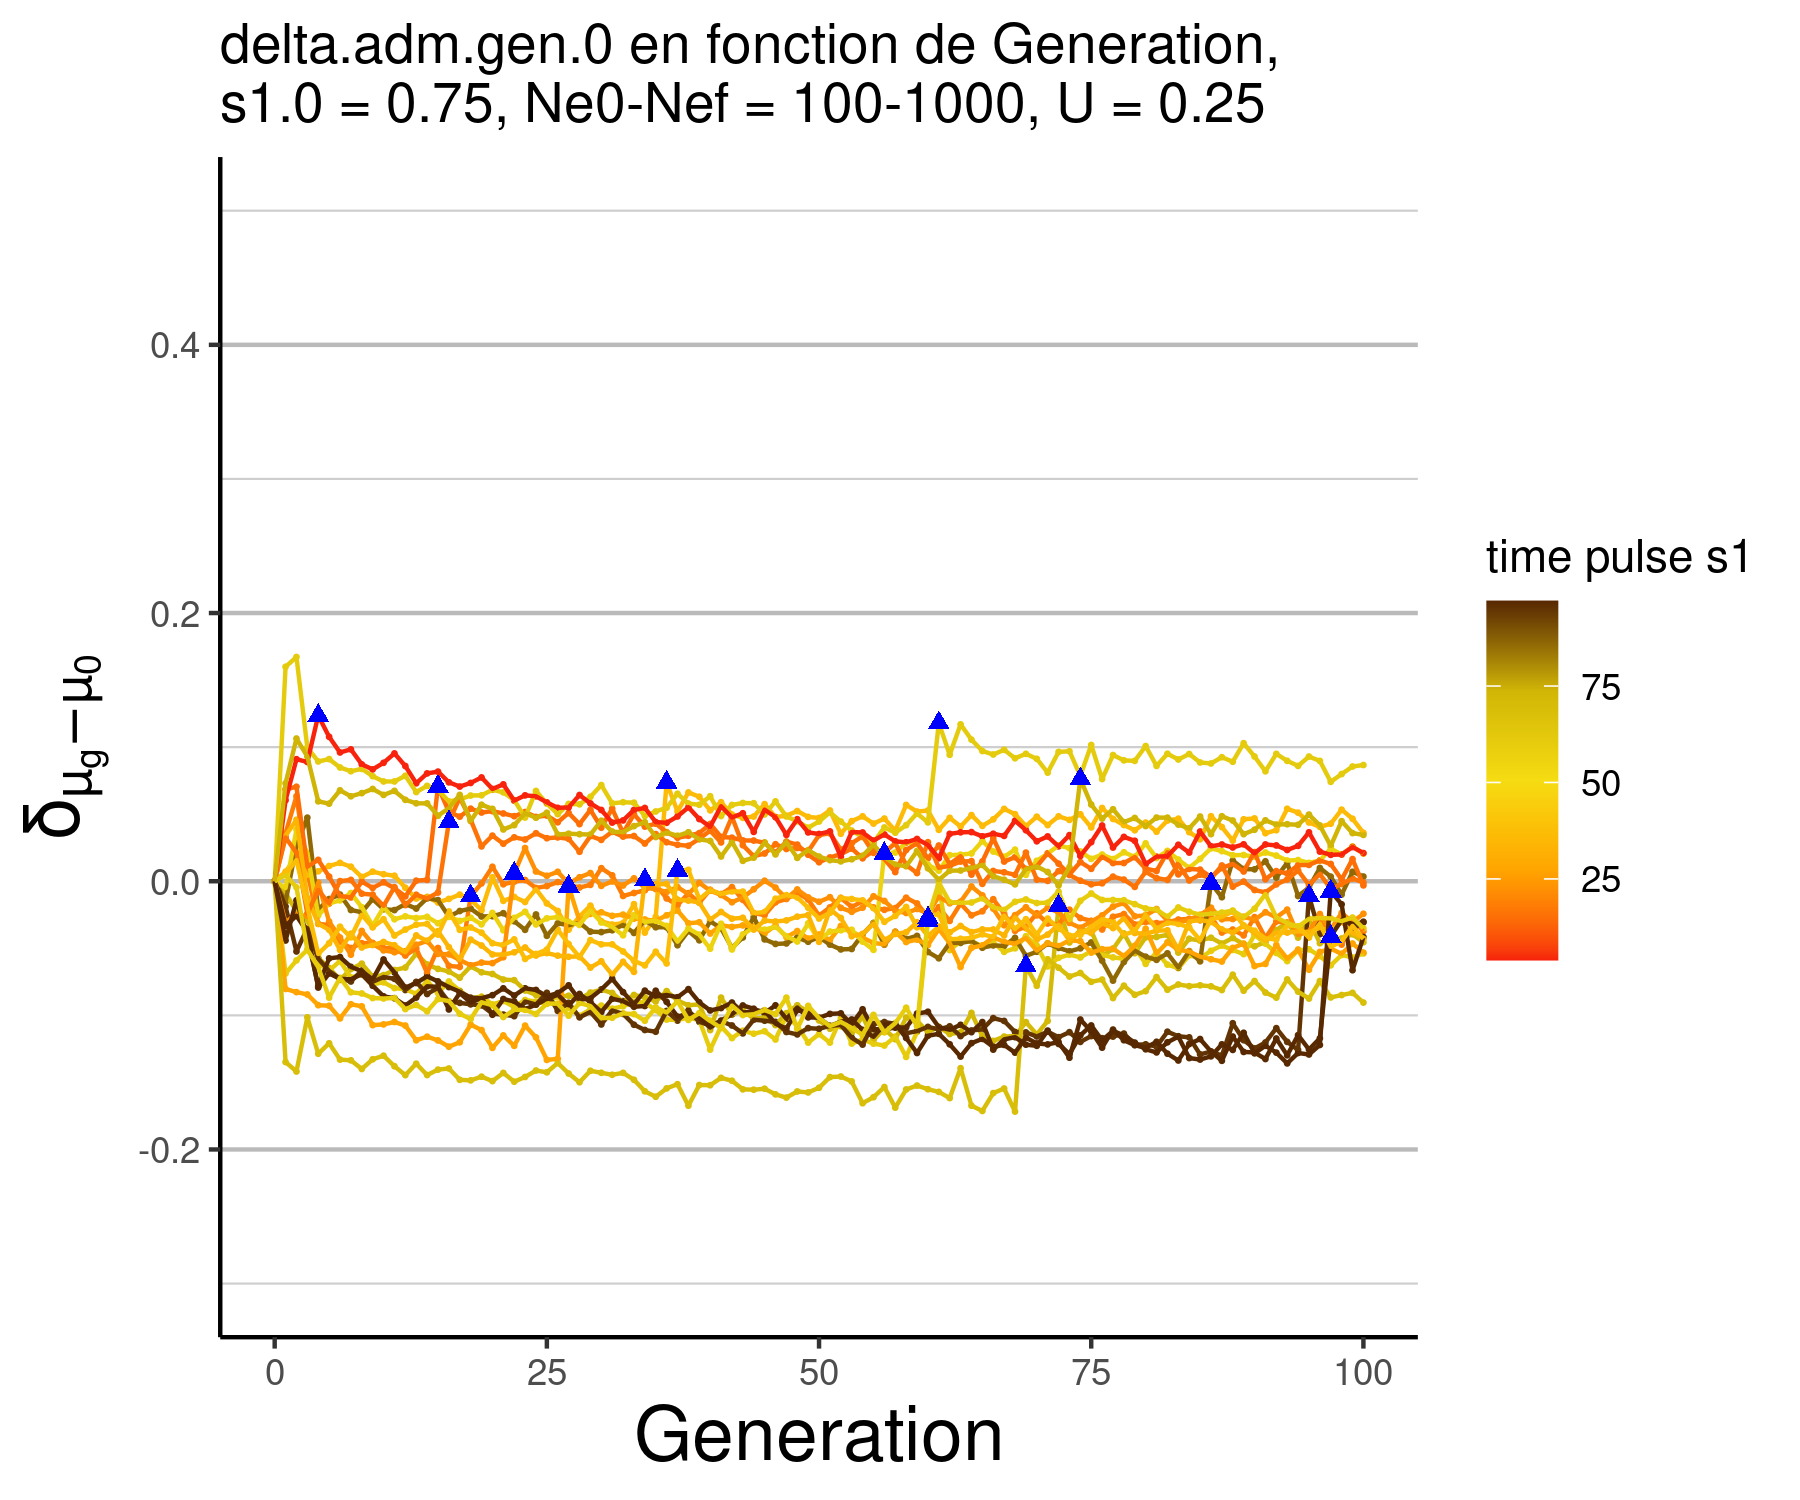 delta.adm.gen.0 en fonction de Generation,
s1.0 = 0.75, Ne0-Nef = 100-1000, U = 0.25
δμg−μ0
0.4
0.2
0.0
-0.2
0 25 50 75 100
Generation
time pulse s1
75
50
25